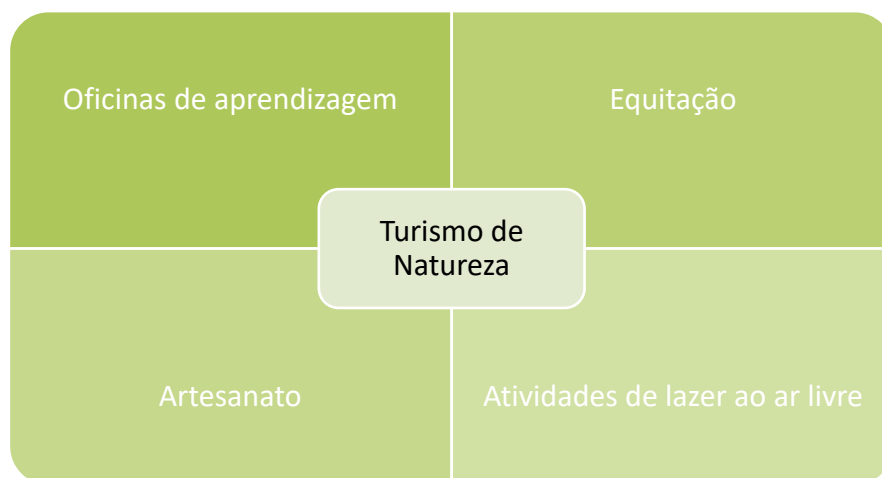 Oficinas de aprendizagem
Equitação
Turismo de
Natureza
Artesanato
Atividades de lazer ao ar livre